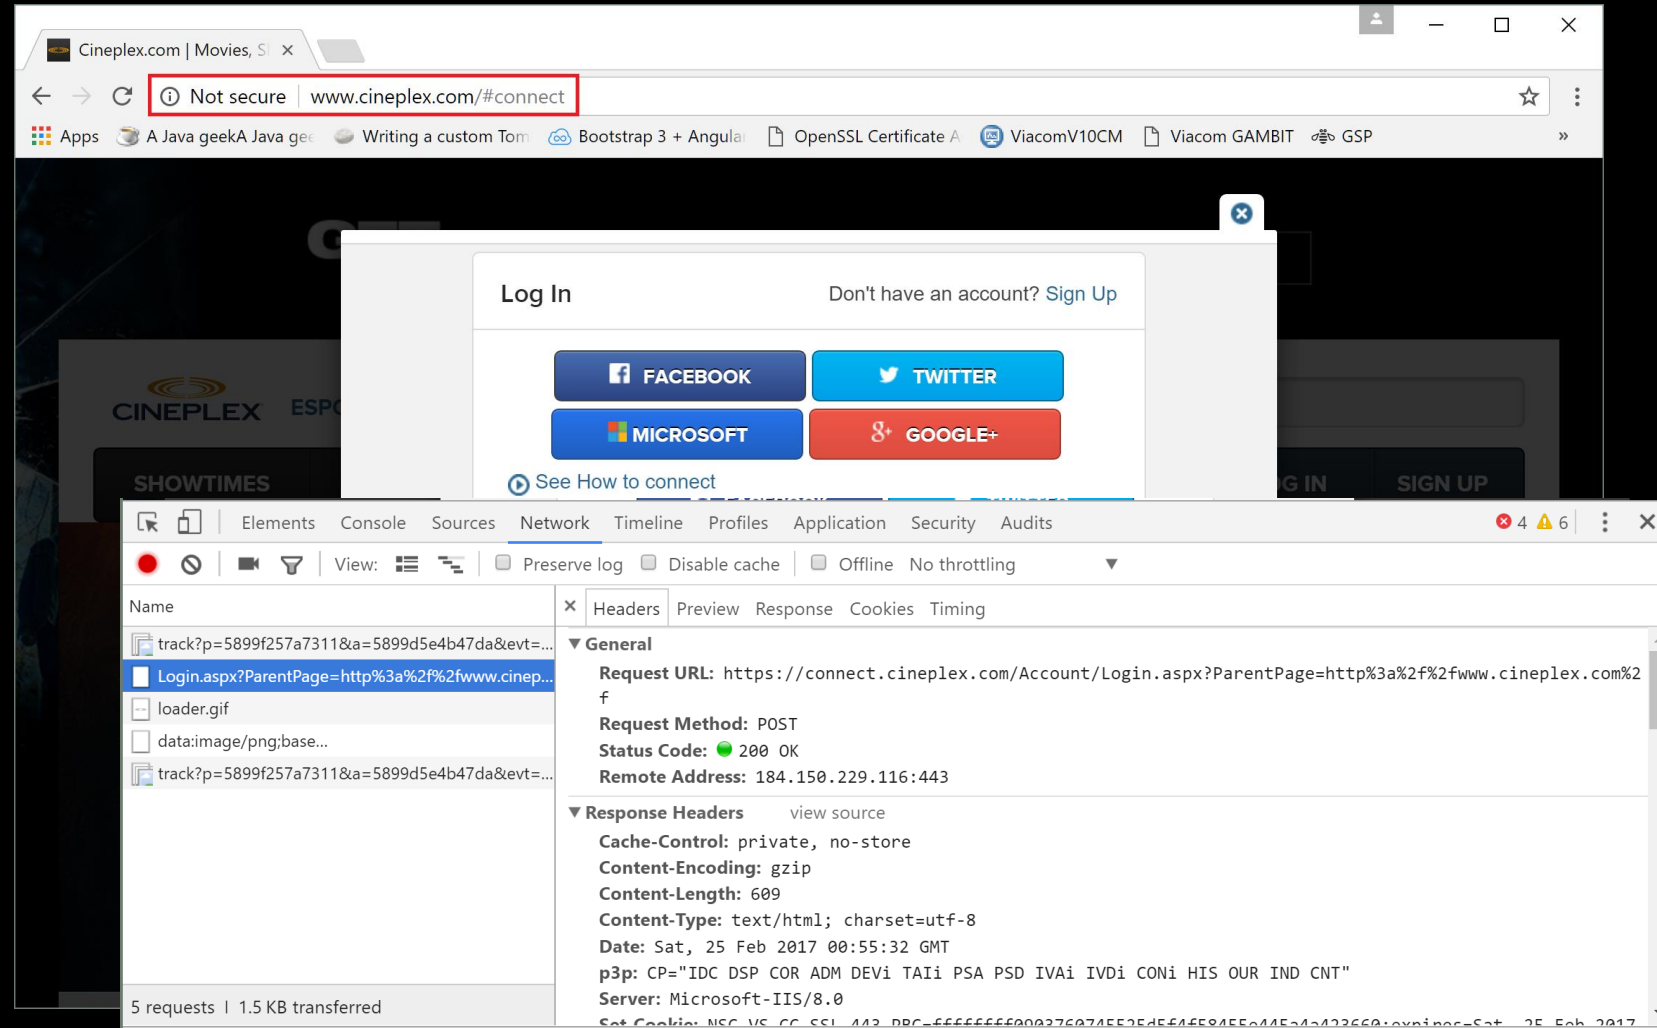 Cineplex.com | Movies, S
Not secure www.cineplex.com/#connect
Apps A Java geekA Java gee Writing a custom Tom Bootstrap 3 + Angular OpenSSL Certificate A ViacomV10CM Viacom GAMBIT GSP »
Log In Don't have an account? Sign Up
FACEBOOK TWITTER
CINEPLEX ESPO
MICROSOFT GOOGLE+
See How to connect
SHOWTIMES OG IN SIGN UP
Elements Console Sources Network Timeline Profiles Application Security Audits 4 6
View: Preserve log Disable cache Offline No throttling
Name
Headers Preview Response Cookies Timing
track?p=5899f257a7311&a=5899d5e4b47da&evt=...
Login.aspx?ParentPage=http%3a%2f%2fwww.cinep...
loader.gif
data:image/png;base...
track?p=5899f257a7311&a=5899d5e4b47da&evt=...
5 requests | 1.5 KB transferred
General
Request URL: https://connect.cineplex.com/Account/Login.aspx?ParentPage=http%3a%2f%2fwww.cineplex.com%2
f
Request Method: POST
Status Code: 200 OK
Remote Address: 184.150.229.116:443
Response Headers view source
Cache-Control: private, no-store
Content-Encoding: gzip
Content-Length: 609
Content-Type: text/html; charset=utf-8
Date: Sat, 25 Feb 2017 00:55:32 GMT
p3p: CP="IDC DSP COR ADM DEVi TAIi PSA PSD IVAi IVDi CONi HIS OUR IND CNT"
Server: Microsoft-IIS/8.0